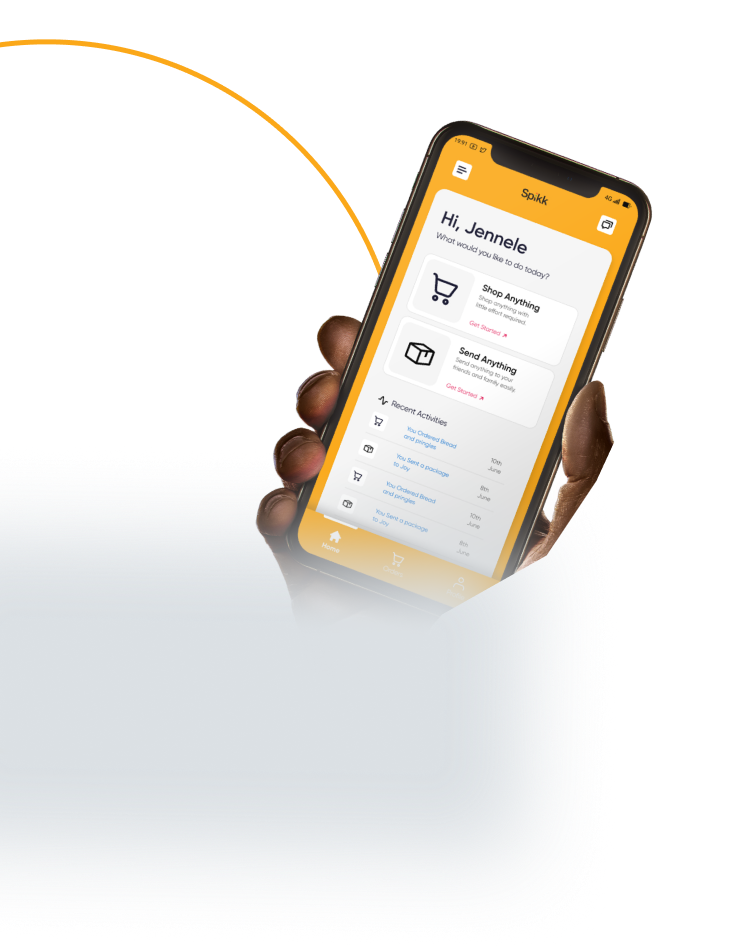 19:91
4G
Spikk
Hi, Jennele
What would you like to do today?
Shop Anything
Shop anything with
little effort required.
Get Started
Send Anything
Send anything to your
friends and family easily.
Get Started
Recent Activities
You Ordered Bread
and pringles
10th
June
You Sent a package
to Joy
8th
June
You Ordered Bread
and pringles
10th
June
You Sent a package
to Joy
8th
June
Home